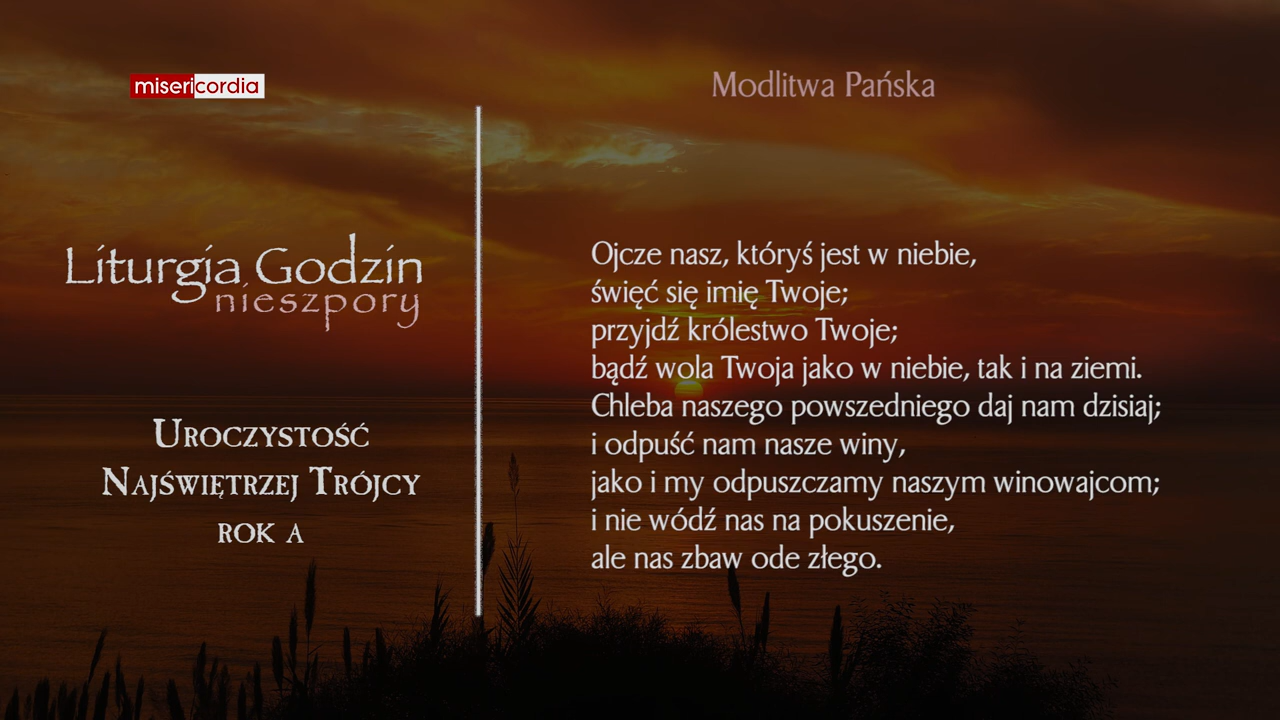 misericordia
Liturgia Godzin
nieszpory
Uroczystość
Najświętrzej Trójcy
rok a
Modlitwa Pańska
Ojcze nasz, któryś jest w niebie,
święć się imię Twoje;
przyjdź królestwo Twoje;
bądź wola Twoja jako w niebie, tak i na ziemi.
Chleba naszego powszedniego daj nam dzisiaj;
i odpuść nam nasze winy,
jako i my odpuszczamy naszym winowajcom;
i nie wódź nas na pokuszenie,
ale nas zbaw ode złego.